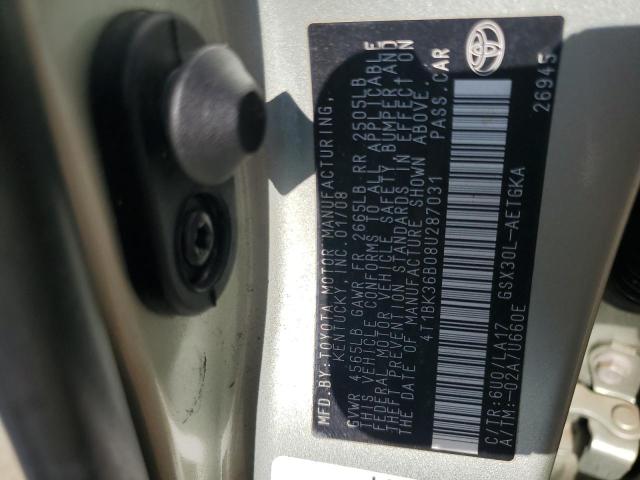 MFD. BY: TOYOTA MOTOR MANUFACTURING,
KENTUCKY, INC. 01/08
GVWR 4565LB GAWR FR 2665LB RR 2505LB
THIS VEHICLE CONFORMS TO ALL APPLICABLE
FEDERAL MOTOR VEHICLE SAFETY, BUMPER AND
THEFT PREVENTION STANDARDS IN EFFECT ON
DATE OF MANUFACTURE SHOWN ABOVE.
4T1BK36B08U287031 PASS. CAR
C/TR: 6U0/LA17 GSX30L-AETGKA
A/TM: -02A/U660E 26945